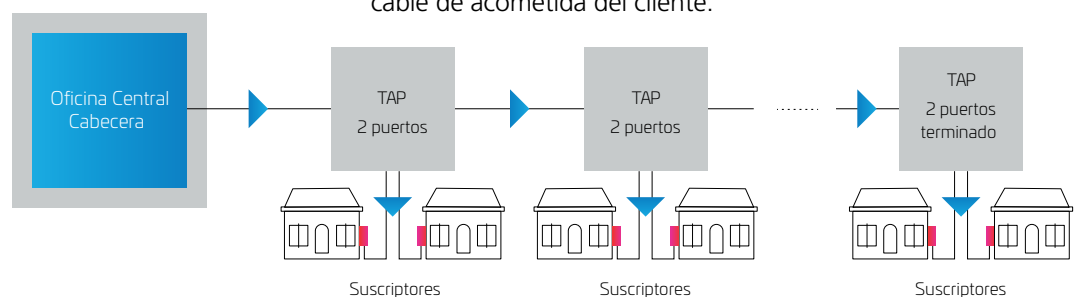 cable de acometida del cliente.
Oficina Central
Cabecera
TAP
2 puertos
TAP
2 puertos
TAP
2 puertos
terminado
Suscriptores
Suscriptores
Suscriptores